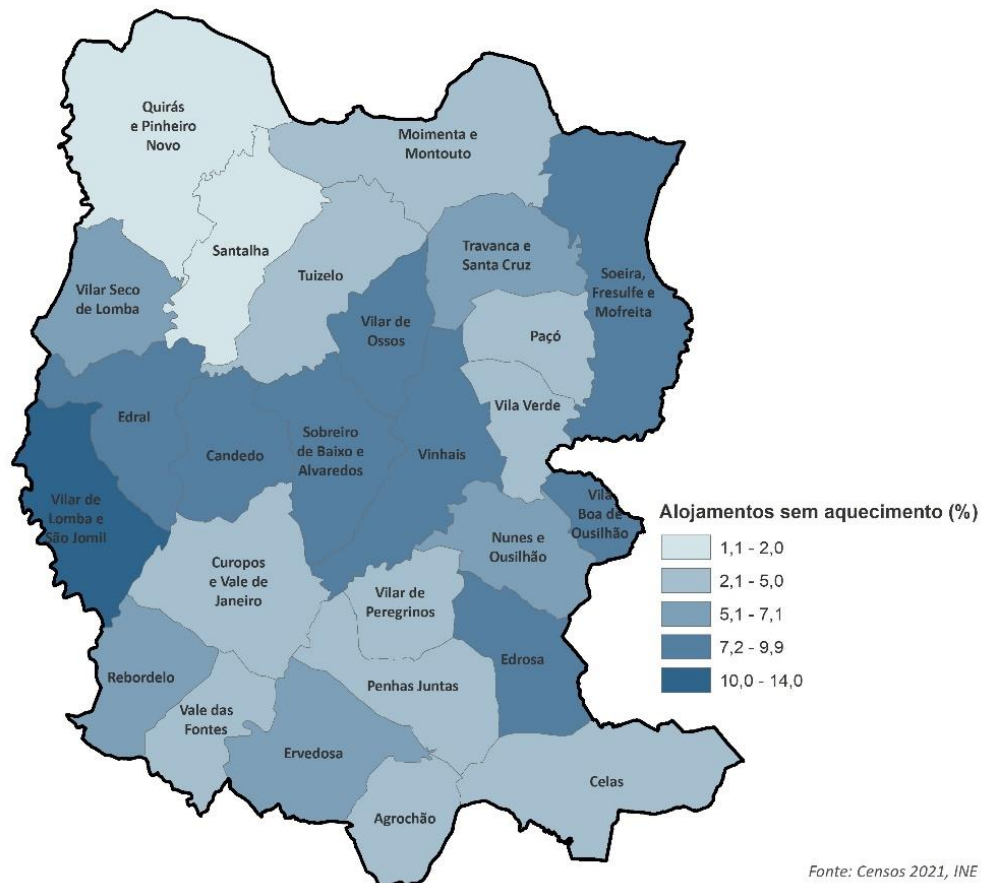 Quirás
e Pinheiro
Novo
Moimenta e
Montouto
Santalha
Travanca e
Santa Cruz
Tuizelo
Soeira,
Fresulfe e
Mofreita
Vilar Seco
de Lomba
Vilar de
Ossos
Paçó
Vila Verde
Edral
Candedo
Sobreiro
de Baixo e
Alvaredos
Vinhais
Vilar de
Lomba e
São Jomil
Vila
Boa de
Ousilhão
Nunes e
Ousilhão
Curopos
e Vale de
Janeiro
Vilar de
Peregrinos
Edrosa
Rebordelo
Penhas Juntas
Vale das
Fontes
Ervedosa
Celas
Agrochão
Alojamentos sem aquecimento (%)
1,1 - 2,0
2,1 - 5,0
5,1 - 7,1
7,2 - 9,9
10,0 - 14,0
Fonte: Censos 2021, INE